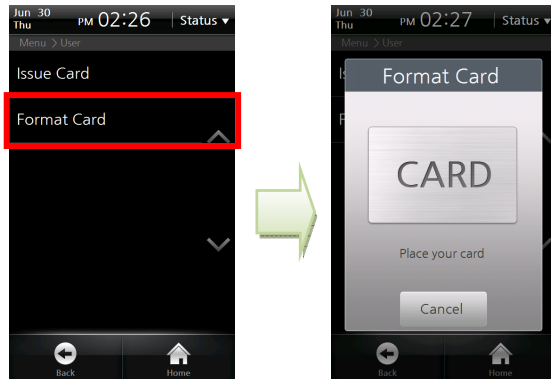 Jun 30
Thu
PM 02:26
Status
Menu > User
Issue Card
Format Card
Back
Home
Jun 30
Thu
PM 02:27
Status
Menu > User
Is
F
Format Card
CARD
Place your card
Cancel
Back
Home